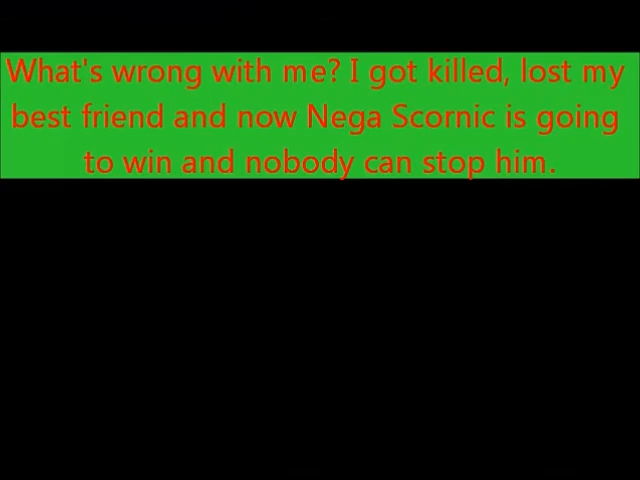 What's wrong with me? I got killed, lost my
best friend and now Nega Scornic is going
to win and nobody can stop him.